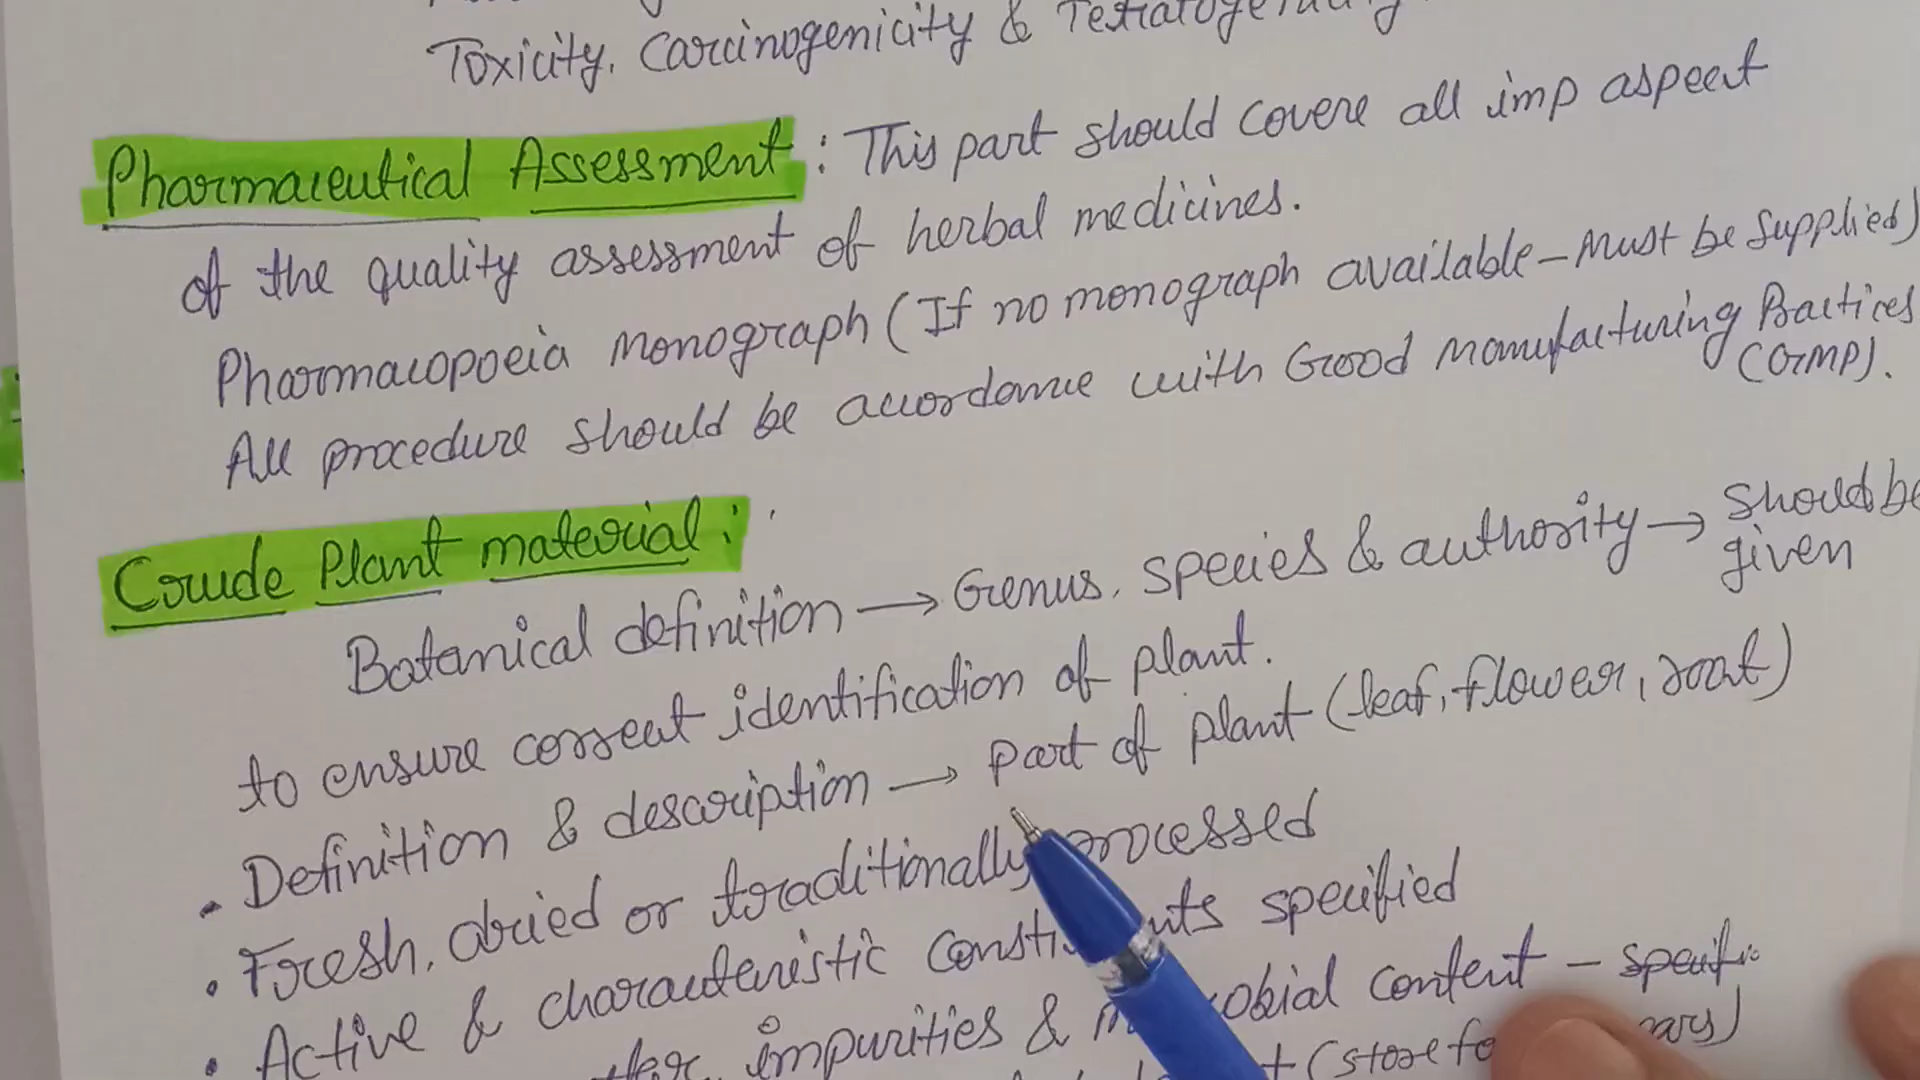 Toxicity, Carcinogenicity & Tetratogenicity
Pharmaceutical Assessment : This part should covere all imp aspect
of the quality assessment of herbal medicines.
Pharmacopoeia monograph (If no monograph available – Must be supplied)
All procedure should be accordance with Good Manufacturing Practices
(GMP).
Crude Plant material :
Botanical definition → Genus, species & authority → should be
given
to ensure correct identification of plant.
• Definition & description → part of plant (leaf, flower, root)
• Fresh, dried or traditionally processed
• Active & characteristic constituents specified
impurities & microbial content –
(store